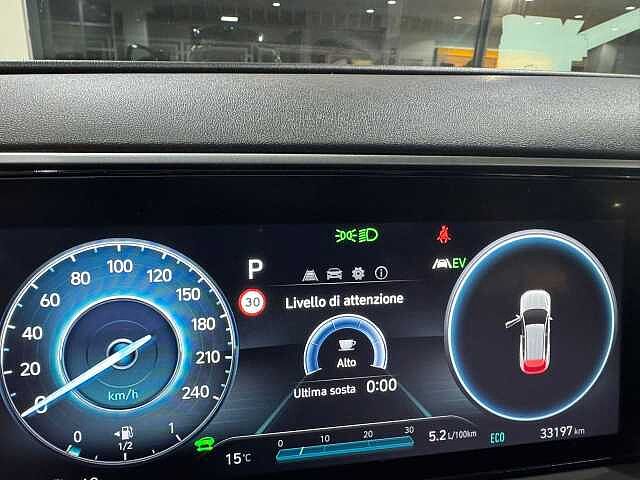 P
EV
30
Livello di attenzione
Alto
Ultima sosta 0:00
0
20
40
60
80
100
120
150
180
210
240
km/h
0
1/2
1
15°C
0 10 20 30
5.2 L/100km
ECO
33197 km